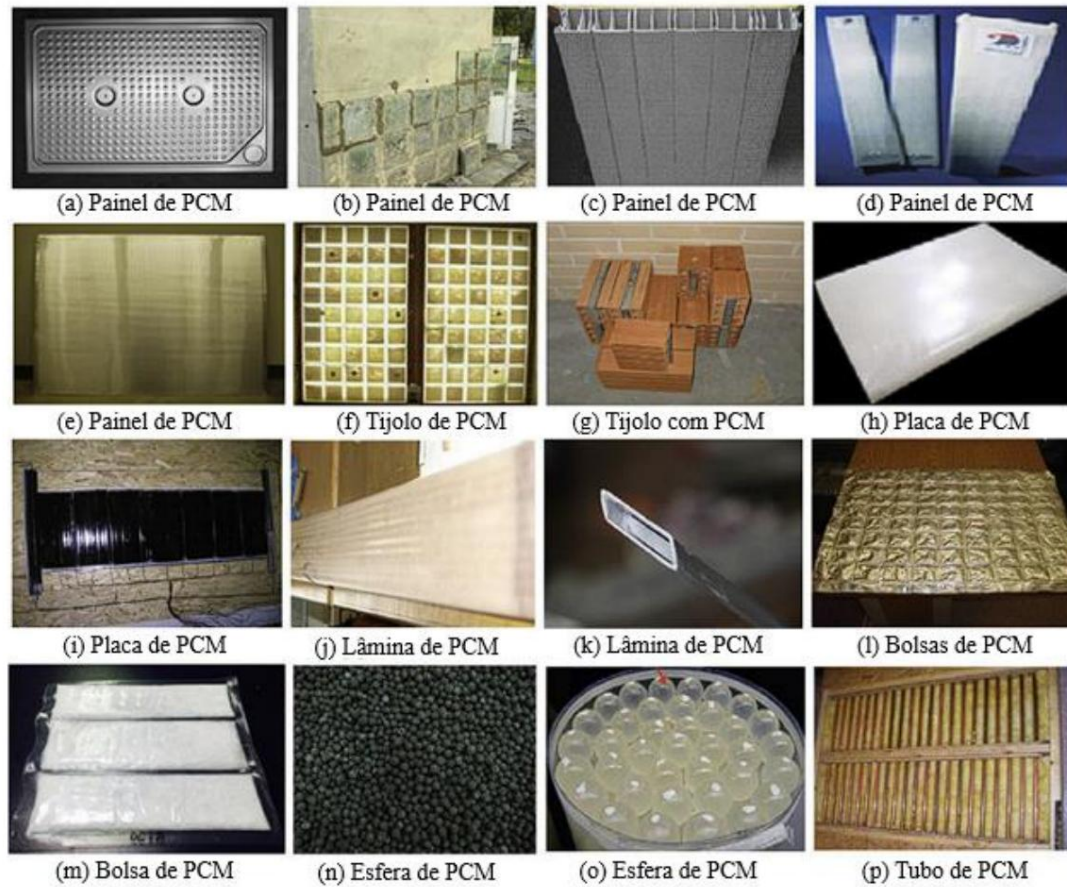 (a) Painel de PCM
(b) Painel de PCM
(c) Painel de PCM
(d) Painel de PCM
(e) Painel de PCM
(f) Tijolo de PCM
(g) Tijolo com PCM
(h) Placa de PCM
(i) Placa de PCM
(j) Lâmina de PCM
(k) Lâmina de PCM
(l) Bolsas de PCM
(m) Bolsa de PCM
(n) Esfera de PCM
(o) Esfera de PCM
(p) Tubo de PCM